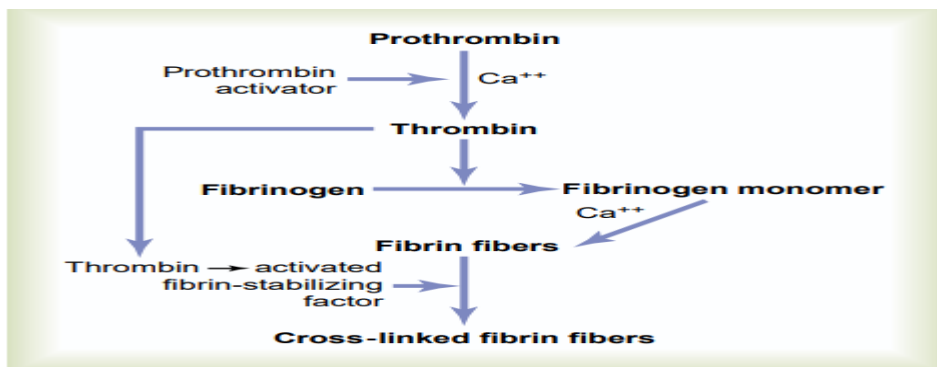 Prothrombin
Prothrombin
activator
Ca⁺⁺
Thrombin
Fibrinogen
Fibrinogen monomer
Ca⁺⁺
Fibrin fibers
Thrombin → activated
fibrin-stabilizing
factor
Cross-linked fibrin fibers